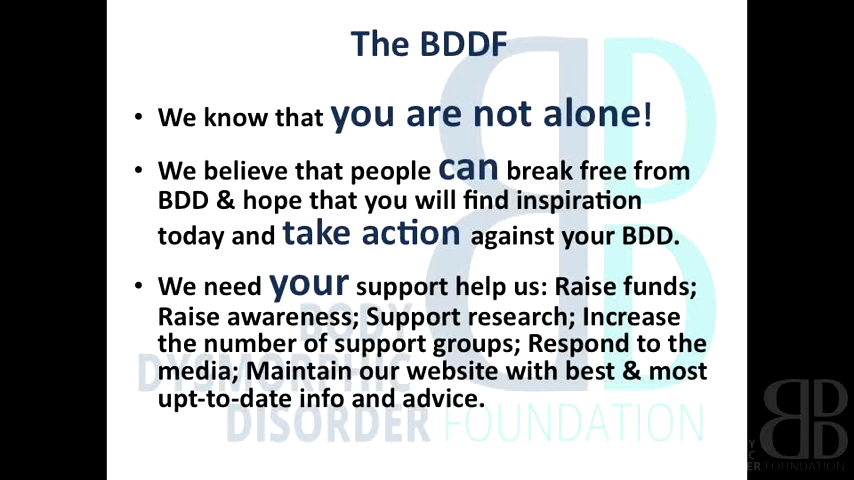 The BDDF
• We know that you are not alone!
• We believe that people can break free from
BDD & hope that you will find inspiration
today and take action against your BDD.
• We need your support help us: Raise funds;
Raise awareness; Support research; Increase
the number of support groups; Respond to the
media; Maintain our website with best & most
upt-to-date info and advice.
BODY
DYSMORPHIC
DISORDER FOUNDATION
Y
C
ER FOUNDATION